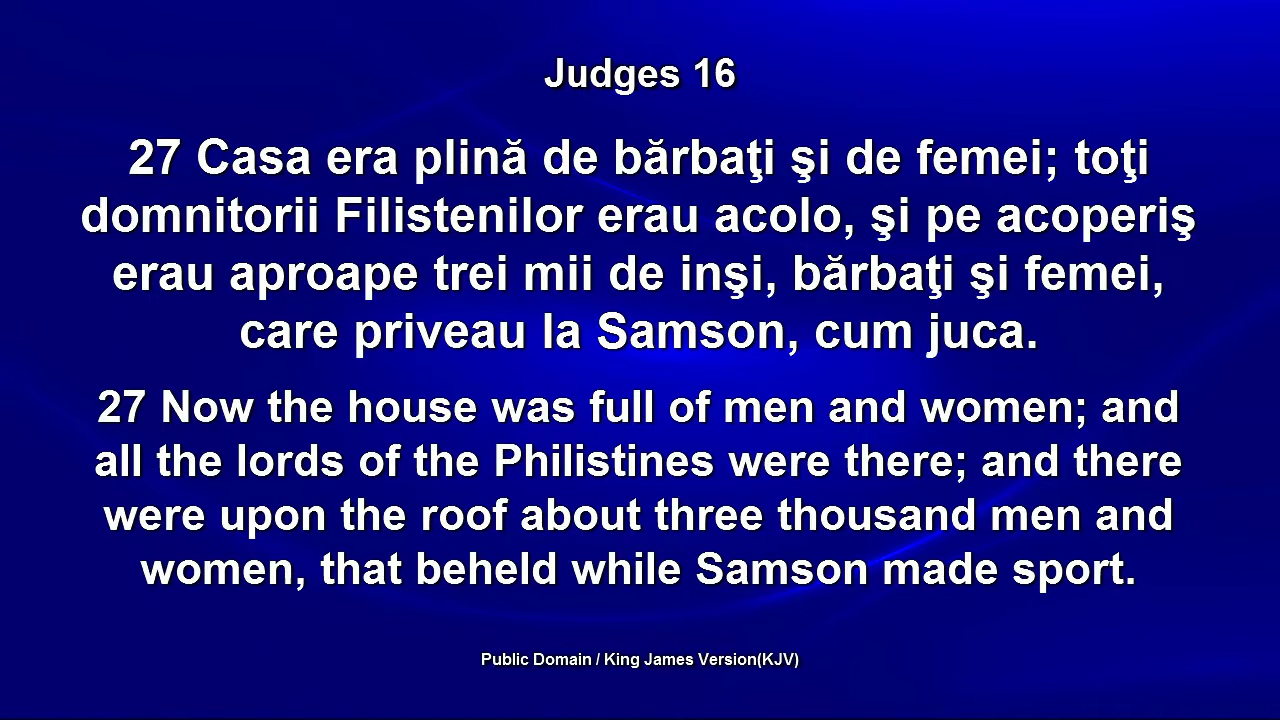 Judges 16
27 Casa era plină de bărbaţi şi de femei; toţi
domnitorii Filistenilor erau acolo, şi pe acoperiş
erau aproape trei mii de inşi, bărbaţi şi femei,
care priveau la Samson, cum juca.
27 Now the house was full of men and women; and
all the lords of the Philistines were there; and there
were upon the roof about three thousand men and
women, that beheld while Samson made sport.
Public Domain / King James Version(KJV)